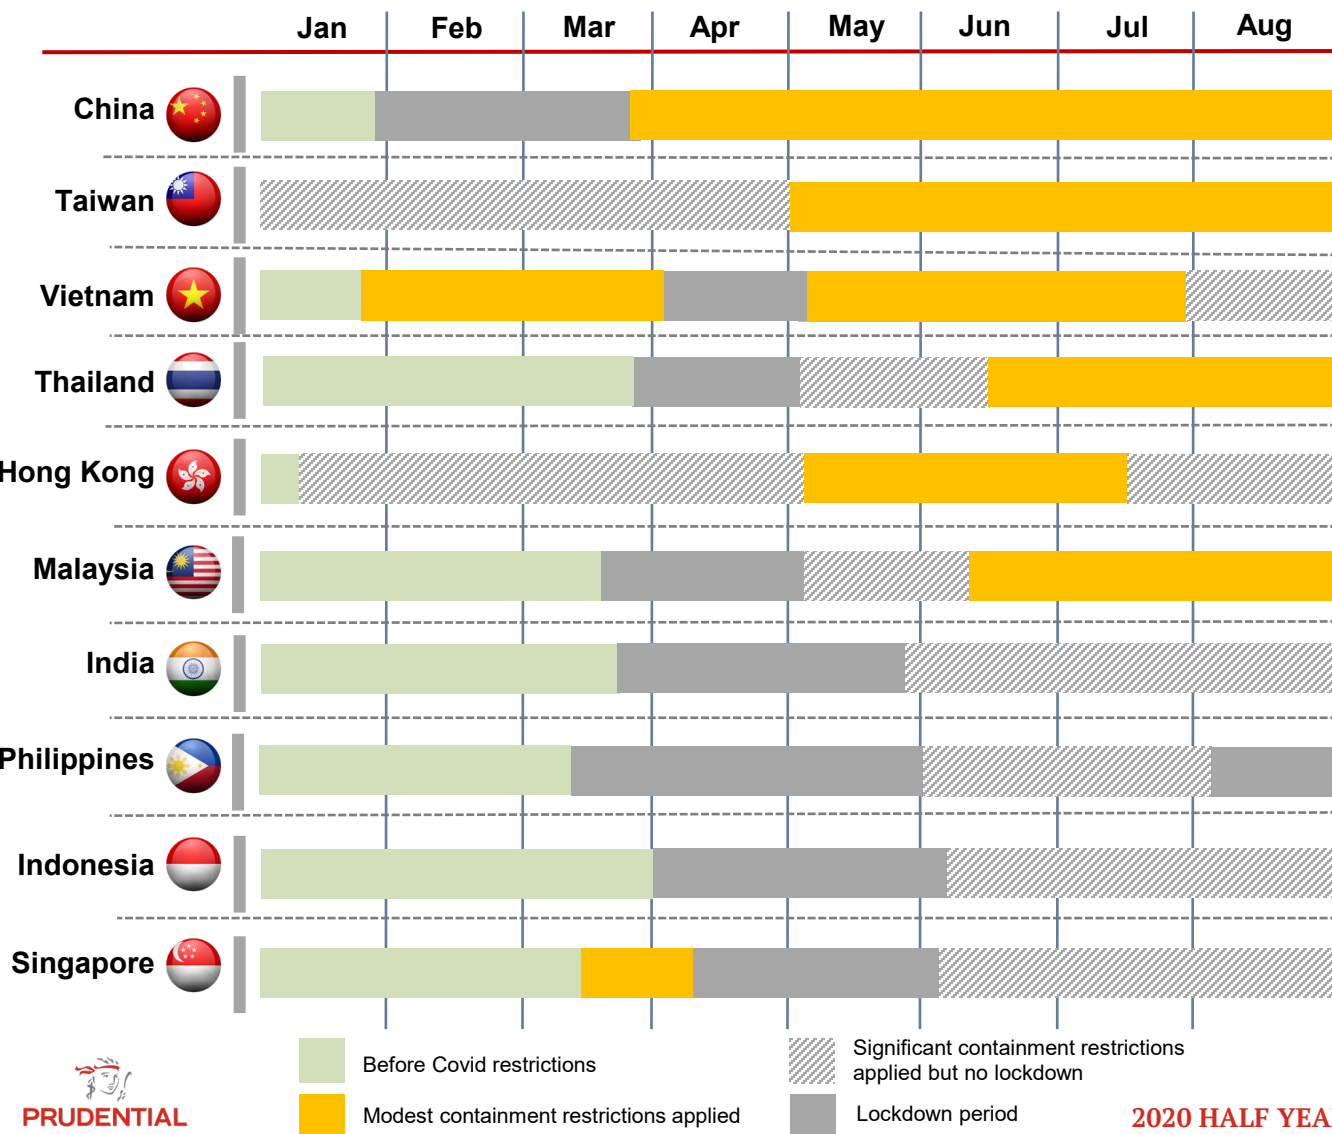 Jan Feb Mar Apr May Jun Jul Aug
China
Taiwan
Vietnam
Thailand
Hong Kong
Malaysia
India
Philippines
Indonesia
Singapore
Before Covid restrictions
Significant containment restrictions
applied but no lockdown
Modest containment restrictions applied
Lockdown period
PRUDENTIAL
2020 HALF YEA